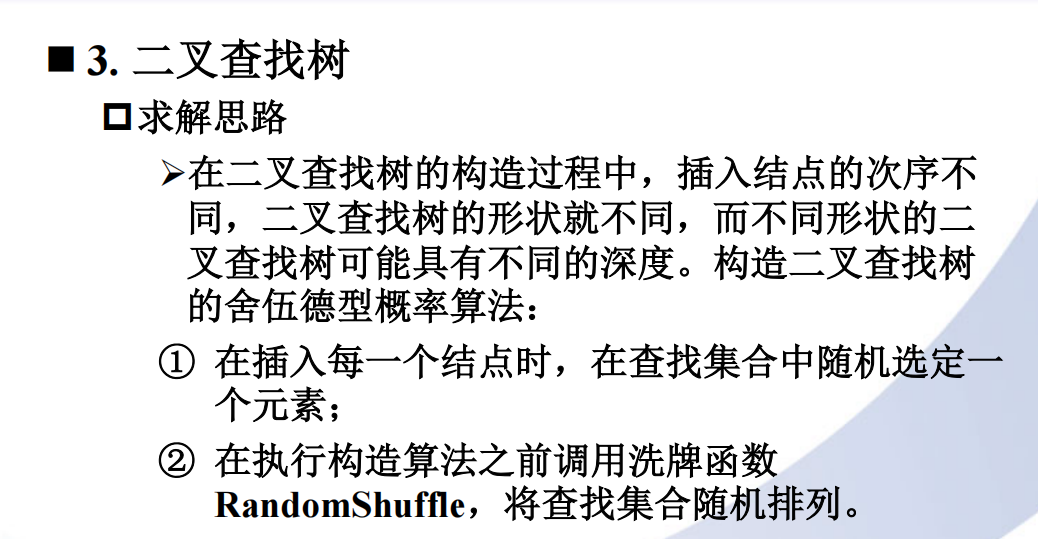 ■ 3. 二叉查找树
求解思路
➢在二叉查找树的构造过程中，插入结点的次序不
同，二叉查找树的形状就不同，而不同形状的二
叉查找树可能具有不同的深度。构造二叉查找树
的舍伍德型概率算法：
① 在插入每一个结点时，在查找集合中随机选定一
个元素；
② 在执行构造算法之前调用洗牌函数
RandomShuffle，将查找集合随机排列。